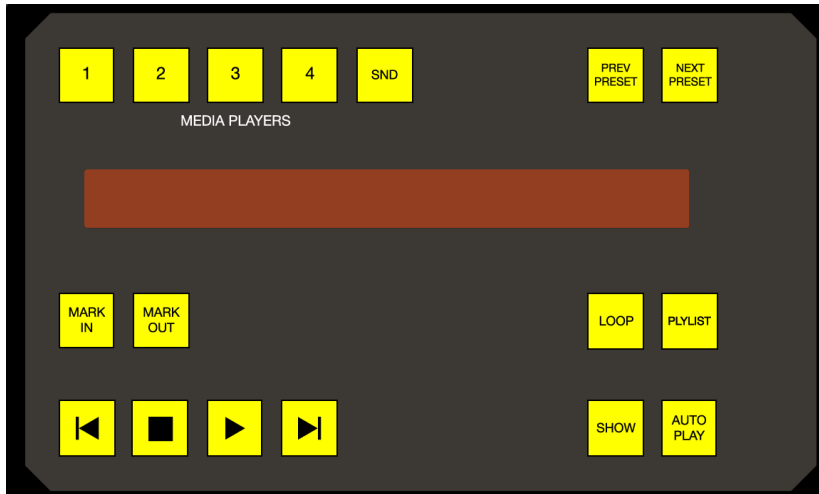 1 2 3 4 SND PREV PRESET NEXT PRESET
MEDIA PLAYERS
MARK IN MARK OUT LOOP PLYLIST
SHOW AUTO PLAY